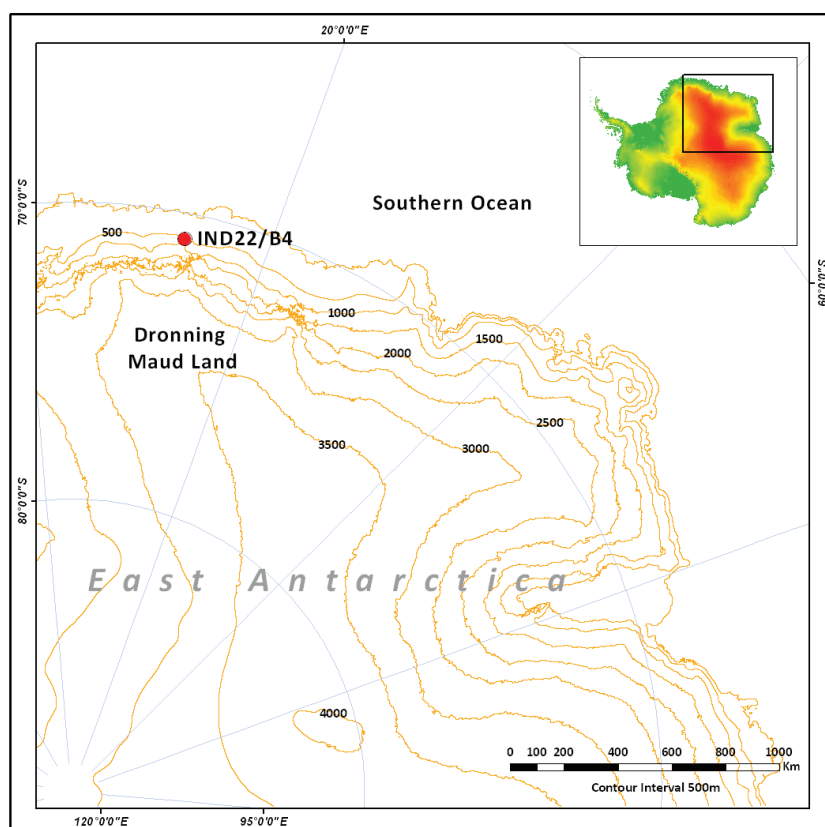 20°0'0"E
70°0'0"S
Southern Ocean
500
IND22/B4
60°0'0"S
1000
1500
Dronning
Maud Land
2000
2500
3500
3000
80°0'0"S
East Antarctica
4000
0 100 200 400 600 800 1000
Km
Contour Interval 500m
120°0'0"E
95°0'0"E